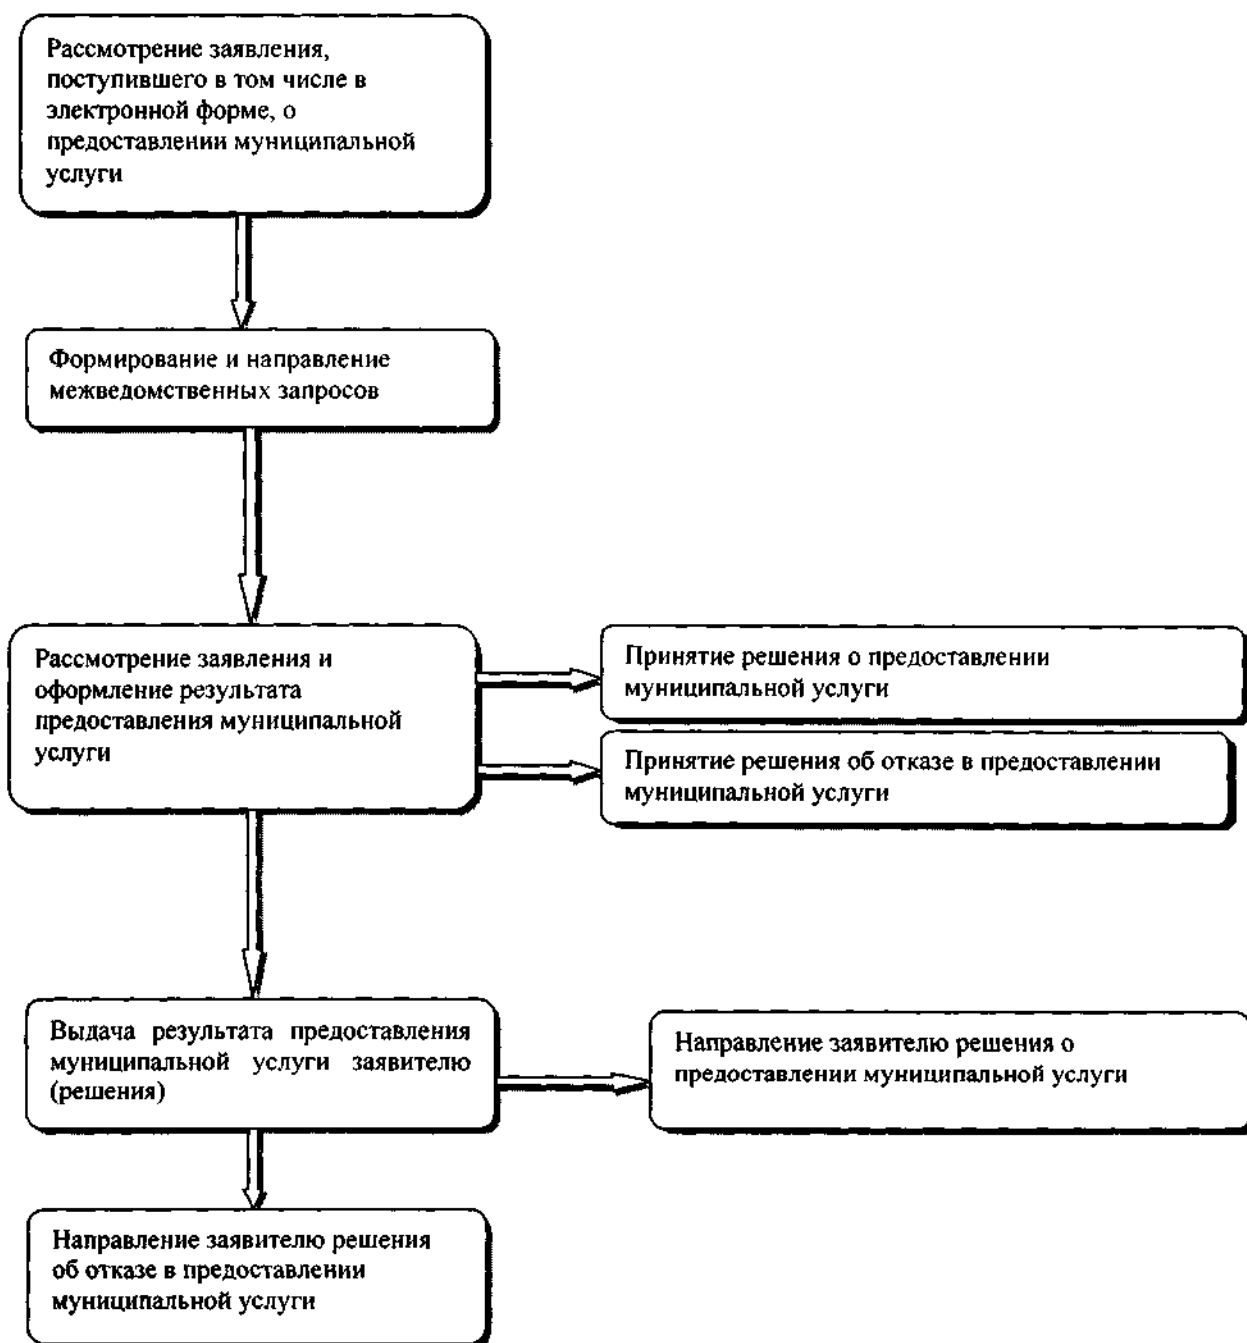 Рассмотрение заявления,
поступившего в том числе в
электронной форме, о
предоставлении муниципальной
услуги
Формирование и направление
межведомственных запросов
Рассмотрение заявления и
оформление результата
предоставления муниципальной
услуги
Принятие решения о предоставлении
муниципальной услуги
Принятие решения об отказе в предоставлении
муниципальной услуги
Выдача результата предоставления
муниципальной услуги заявителю
(решения)
Направление заявителю решения о
предоставлении муниципальной услуги
Направление заявителю решения
об отказе в предоставлении
муниципальной услуги